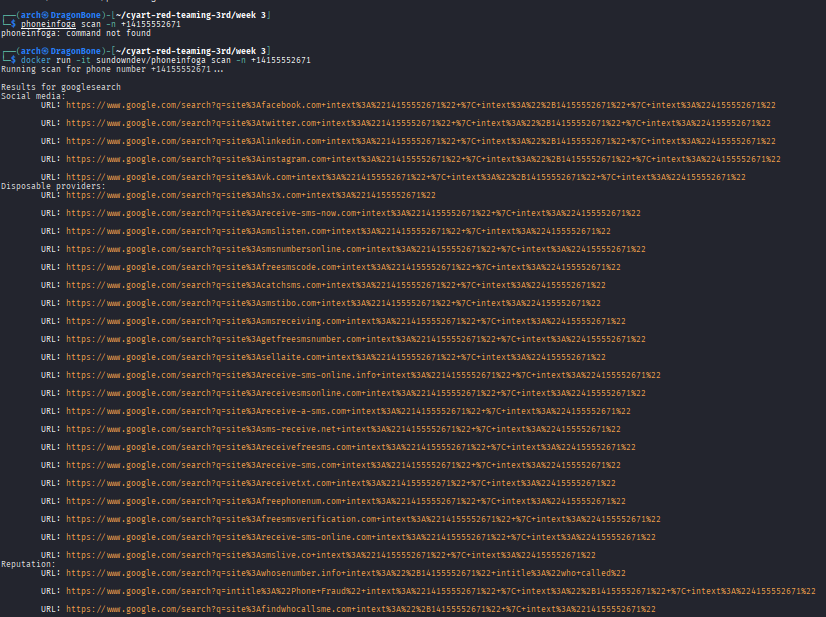 ┌──(arch㉿DragonBone)-[~/cyart-red-teaming-3rd/week 3]
└─$ phoneinfoga scan -n +14155552671
phoneinfoga: command not found
┌──(arch㉿DragonBone)-[~/cyart-red-teaming-3rd/week 3]
└─$ docker run -it sundowndev/phoneinfoga scan -n +14155552671
Running scan for phone number +14155552671...
Results for googlesearch
Social media:
URL: https://www.google.com/search?q=site%3Afacebook.com+intext%3A%2214155552671%22+%7C+intext%3A%22%2B14155552671%22+%7C+intext%3A%224155552671%22
URL: https://www.google.com/search?q=site%3Atwitter.com+intext%3A%2214155552671%22+%7C+intext%3A%22%2B14155552671%22+%7C+intext%3A%224155552671%22
URL: https://www.google.com/search?q=site%3Alinkedin.com+intext%3A%2214155552671%22+%7C+intext%3A%22%2B14155552671%22+%7C+intext%3A%224155552671%22
URL: https://www.google.com/search?q=site%3Ainstagram.com+intext%3A%2214155552671%22+%7C+intext%3A%22%2B14155552671%22+%7C+intext%3A%224155552671%22
URL: https://www.google.com/search?q=site%3Avk.com+intext%3A%2214155552671%22+%7C+intext%3A%22%2B14155552671%22+%7C+intext%3A%224155552671%22
Disposable providers:
URL: https://www.google.com/search?q=site%3Ahs3x.com+intext%3A%2214155552671%22
URL: https://www.google.com/search?q=site%3Areceive-sms-now.com+intext%3A%2214155552671%22+%7C+intext%3A%224155552671%22
URL: https://www.google.com/search?q=site%3Asmslisten.com+intext%3A%2214155552671%22+%7C+intext%3A%224155552671%22
URL: https://www.google.com/search?q=site%3Asmsnumbersonline.com+intext%3A%2214155552671%22+%7C+intext%3A%224155552671%22
URL: https://www.google.com/search?q=site%3Afreesmscode.com+intext%3A%2214155552671%22+%7C+intext%3A%224155552671%22
URL: https://www.google.com/search?q=site%3Acatchsms.com+intext%3A%2214155552671%22+%7C+intext%3A%224155552671%22
URL: https://www.google.com/search?q=site%3Asmstibo.com+intext%3A%2214155552671%22+%7C+intext%3A%224155552671%22
URL: https://www.google.com/search?q=site%3Asmsreceiving.com+intext%3A%2214155552671%22+%7C+intext%3A%224155552671%22
URL: https://www.google.com/search?q=site%3Agetfreesmsnumber.com+intext%3A%2214155552671%22+%7C+intext%3A%224155552671%22
URL: https://www.google.com/search?q=site%3Asellaite.com+intext%3A%2214155552671%22+%7C+intext%3A%224155552671%22
URL: https://www.google.com/search?q=site%3Areceive-sms-online.info+intext%3A%2214155552671%22+%7C+intext%3A%224155552671%22
URL: https://www.google.com/search?q=site%3Areceivesmsonline.com+intext%3A%2214155552671%22+%7C+intext%3A%224155552671%22
URL: https://www.google.com/search?q=site%3Areceive-a-sms.com+intext%3A%2214155552671%22+%7C+intext%3A%224155552671%22
URL: https://www.google.com/search?q=site%3Asms-receive.net+intext%3A%2214155552671%22+%7C+intext%3A%224155552671%22
URL: https://www.google.com/search?q=site%3Areceivefreesms.com+intext%3A%2214155552671%22+%7C+intext%3A%224155552671%22
URL: https://www.google.com/search?q=site%3Areceive-sms.com+intext%3A%2214155552671%22+%7C+intext%3A%224155552671%22
URL: https://www.google.com/search?q=site%3Areceivetxt.com+intext%3A%2214155552671%22+%7C+intext%3A%224155552671%22
URL: https://www.google.com/search?q=site%3Afreephonenum.com+intext%3A%2214155552671%22+%7C+intext%3A%224155552671%22
URL: https://www.google.com/search?q=site%3Afreesmsverification.com+intext%3A%2214155552671%22+%7C+intext%3A%224155552671%22
URL: https://www.google.com/search?q=site%3Areceive-sms-online.com+intext%3A%2214155552671%22+%7C+intext%3A%224155552671%22
URL: https://www.google.com/search?q=site%3Asmslive.co+intext%3A%2214155552671%22+%7C+intext%3A%224155552671%22
Reputation:
URL: https://www.google.com/search?q=site%3Awhosenumber.info+intext%3A%22%2B14155552671%22+intitle%3A%22who+called%22
URL: https://www.google.com/search?q=intitle%3A%22Phone+Fraud%22+intext%3A%2214155552671%22+%7C+intext%3A%22%2B14155552671%22+%7C+intext%3A%224155552671%22
URL: https://www.google.com/search?q=site%3Afindwhocallsme.com+intext%3A%22%2B14155552671%22+%7C+intext%3A%2214155552671%22